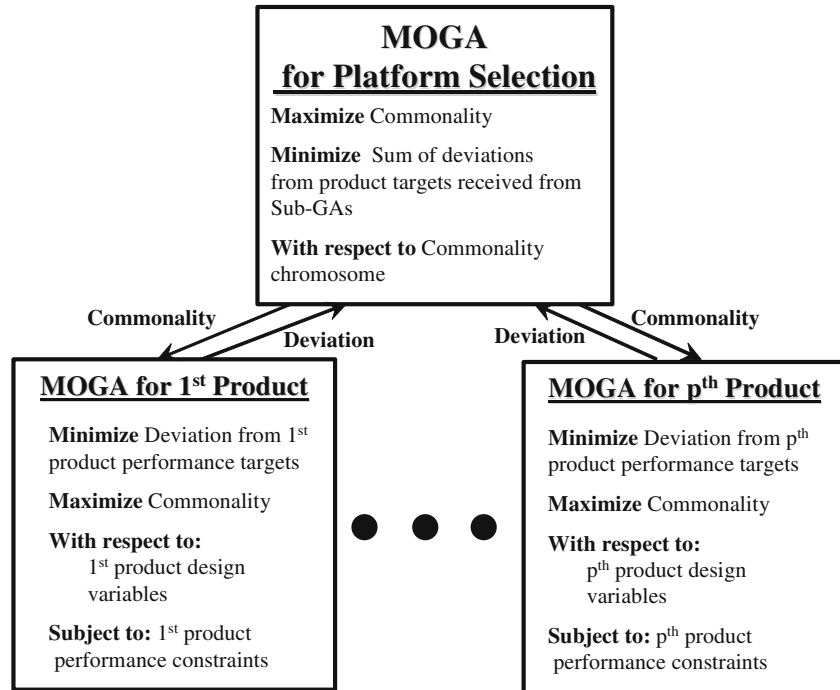 MOGA
for Platform Selection
Maximize Commonality
Minimize Sum of deviations
from product targets received from
Sub-GAs
With respect to Commonality
chromosome
Commonality
Deviation
Deviation
Commonality
MOGA for 1st Product
Minimize Deviation from 1st
product performance targets
Maximize Commonality
With respect to:
1st product design
variables
Subject to: 1st product
performance constraints
MOGA for pth Product
Minimize Deviation from pth
product performance targets
Maximize Commonality
With respect to:
pth product design
variables
Subject to: pth product
performance constraints